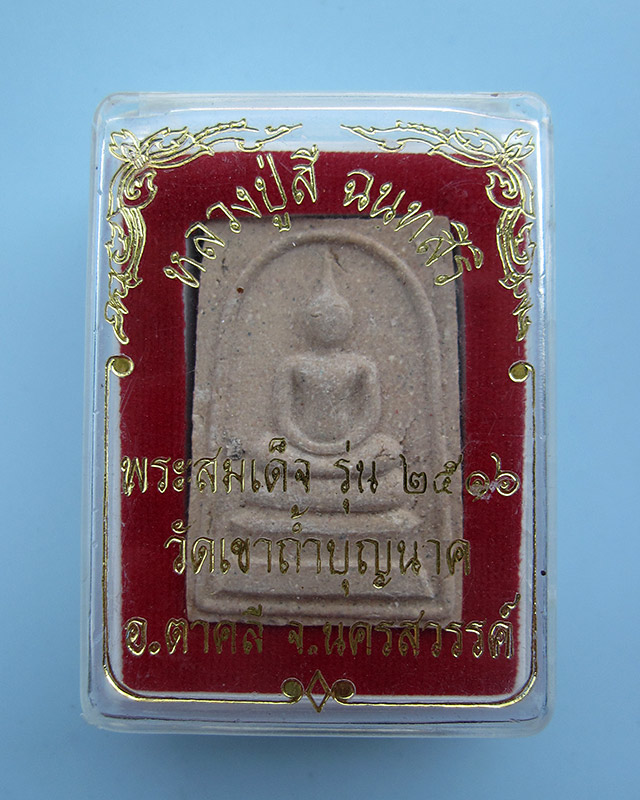 หลวงปู่สี ฉนฺทสิริ
พระสมเด็จ รุ่น ๒๕๑๖
วัดเขาถ้ำบุญนาค
อ.ตาคลี จ.นครสวรรค์